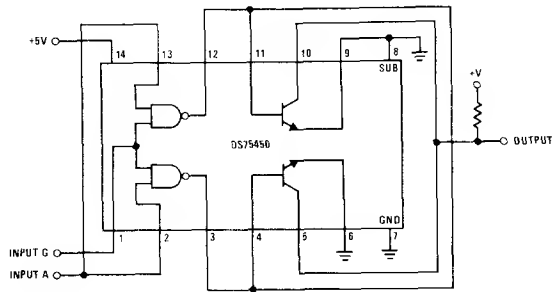 +5V
14 13 12 11 10 9 8
SUB
+V
DS75450
OUTPUT
GND
1 2 3 4 5 6 7
INPUT G
INPUT A